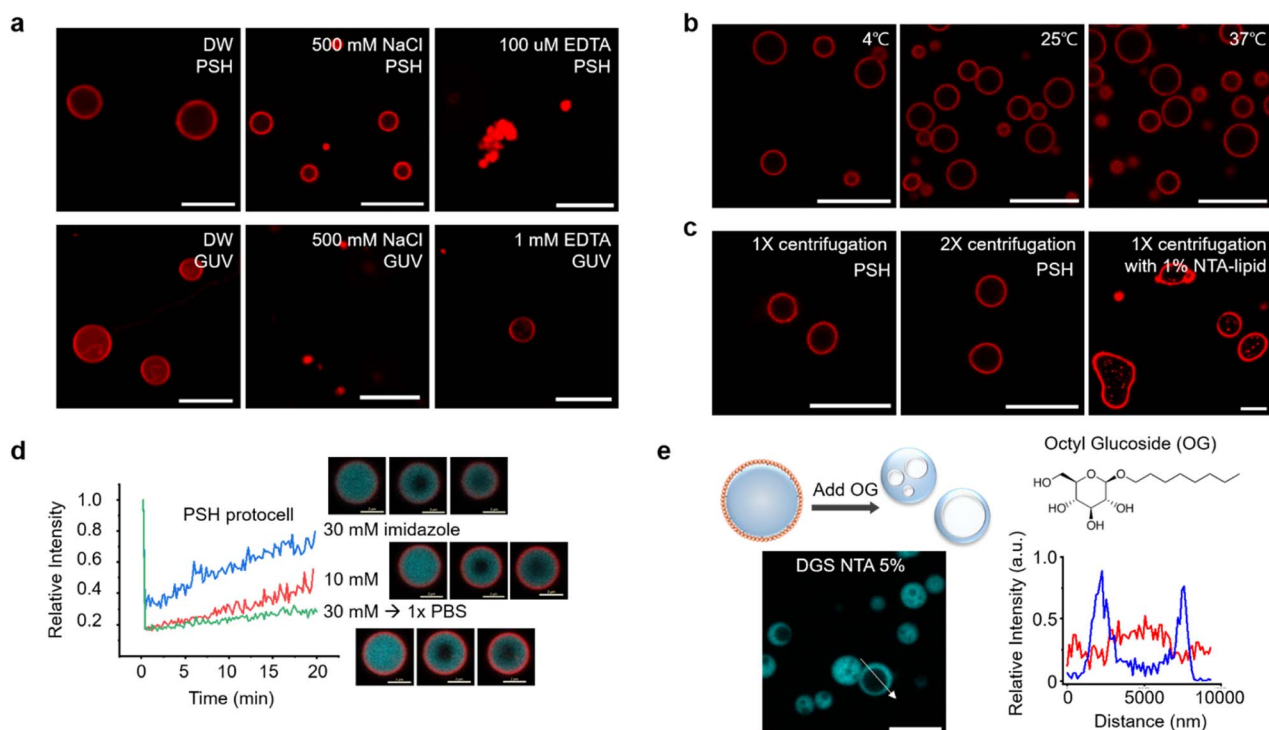 a
DW
PSH
500 mM NaCl
PSH
100 uM EDTA
PSH
DW
GUV
500 mM NaCl
GUV
1 mM EDTA
GUV
b
4℃
25℃
37℃
c
1X centrifugation
PSH
2X centrifugation
PSH
1X centrifugation
with 1% NTA-lipid
d
Relative Intensity
1.0
0.8
0.6
0.4
0.2
PSH protocell
30 mM imidazole
10 mM
30 mM → 1x PBS
0
5
10
15
20
Time (min)
e
Add OG
Octyl Glucoside (OG)
HO
O
O
HO
OH
OH
DGS NTA 5%
Relative Intensity (a.u.)
1.0
0.5
0
0
5000
10000
Distance (nm)